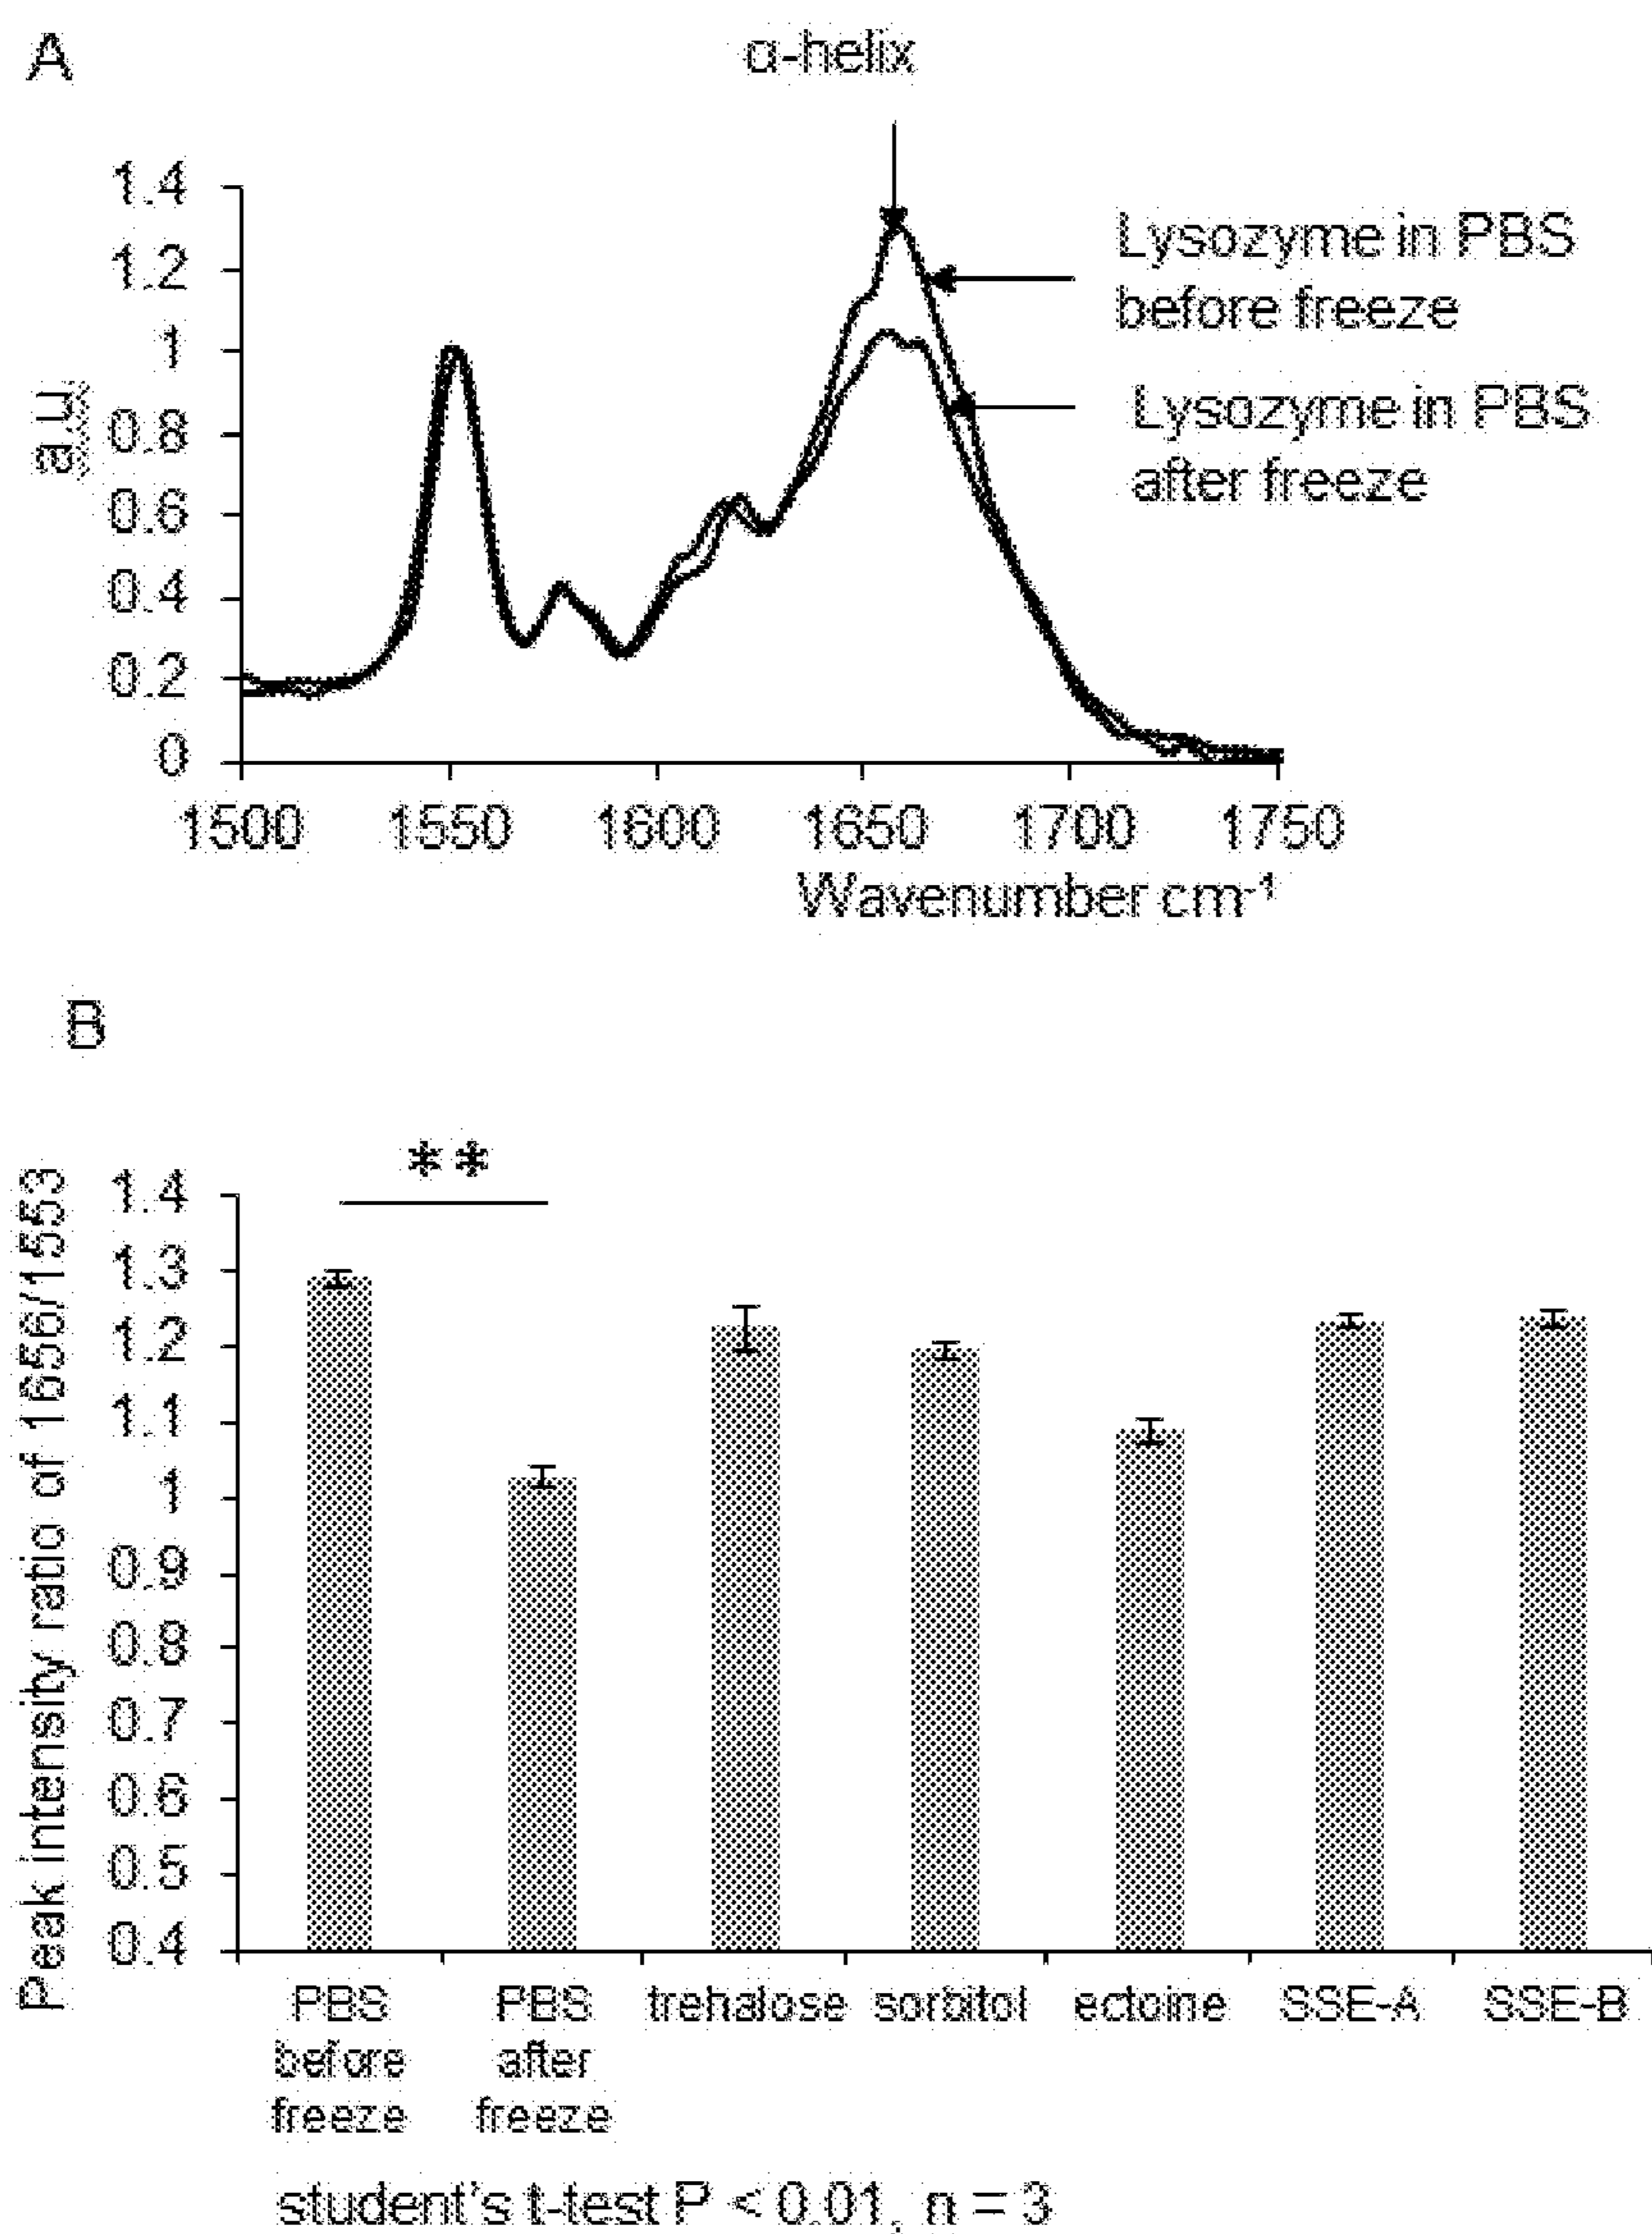 A
α-helix
1.4
1.2
1
0.8
0.6
0.4
0.2
0
a.u
Lysozyme in PBS
before freeze
Lysozyme in PBS
after freeze
1500 1550 1600 1650 1700 1750
Wavenumber cm-1
B
**
Peak intensity ratio of 1656/1553
1.4
1.3
1.2
1.1
1
0.9
0.8
0.7
0.6
0.5
0.4
PBS PBS trehalose sorbitol ectoine SSE-A SSE-B
before after
freeze freeze
student's t-test P < 0.01, n = 3